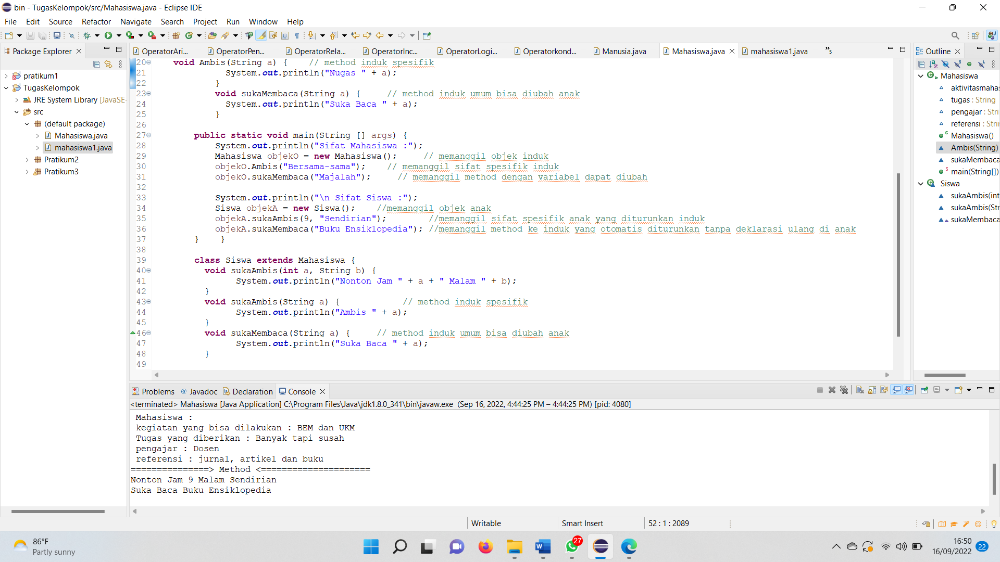 bin - TugasKelompok/src/Mahasiswa.java - Eclipse IDE
File Edit Source Refactor Navigate Search Project Run Window Help
Package Explorer
OperatorAri... OperatorPen... OperatorRela... OperatorInc... OperatorLogi... Operatorkond... Manusia.java Mahasiswa.java mahasiswa1.java »5
Outline
pratikum1
TugasKelompok
JRE System Library [JavaSE-
src
(default package)
Mahasiswa.java
mahasiswa1.java
Pratikum2
Pratikum3
20 void Ambis(String a) { // method induk spesifik
21 System.out.println("Nugas " + a);
22 }
23 void sukaMembaca(String a) { // method induk umum bisa diubah anak
24 System.out.println("Suka Baca " + a);
25 }
26
27 public static void main(String [] args) {
28 System.out.println("Sifat Mahasiswa :");
29 Mahasiswa objekO = new Mahasiswa(); // memanggil objek induk
30 objekO.Ambis("Bersama-sama"); // memanggil sifat spesifik induk
31 objekO.sukaMembaca("Majalah"); // memanggil method dengan variabel dapat diubah
32
33 System.out.println("\n Sifat Siswa :");
34 Siswa objekA = new Siswa(); //memanggil objek anak
35 objekA.sukaAmbis(9, "Sendirian"); //memanggil sifat spesifik anak yang diturunkan induk
36 objekA.sukaMembaca("Buku Ensiklopedia"); //memanggil method ke induk yang otomatis diturunkan tanpa deklarasi ulang di anak
37 } }
38
39 class Siswa extends Mahasiswa {
40 void sukaAmbis(int a, String b) {
41 System.out.println("Nonton Jam " + a + " Malam " + b);
42 }
43 void sukaAmbis(String a) { // method induk spesifik
44 System.out.println("Ambis " + a);
45 }
46 void sukaMembaca(String a) { // method induk umum bisa diubah anak
47 System.out.println("Suka Baca " + a);
48 }
49
Mahasiswa
aktivitasmahas
tugas : String
pengajar : Stri
referensi : Strin
Mahasiswa()
Ambis(String)
sukaMembaca
main(String[])
Siswa
sukaAmbis(int
sukaAmbis(Str
sukaMembaca
Problems Javadoc Declaration Console
<terminated> Mahasiswa [Java Application] C:\Program Files\Java\jdk1.8.0_341\bin\javaw.exe (Sep 16, 2022, 4:44:25 PM – 4:44:25 PM) [pid: 4080]
Mahasiswa :
kegiatan yang bisa dilakukan : BEM dan UKM
Tugas yang diberikan : Banyak tapi susah
pengajar : Dosen
referensi : jurnal, artikel dan buku
===============> Method <=====================
Nonton Jam 9 Malam Sendirian
Suka Baca Buku Ensiklopedia
Writable Smart Insert 52 : 1 : 2089
86°F
Partly sunny
27
16:50
16/09/2022
22